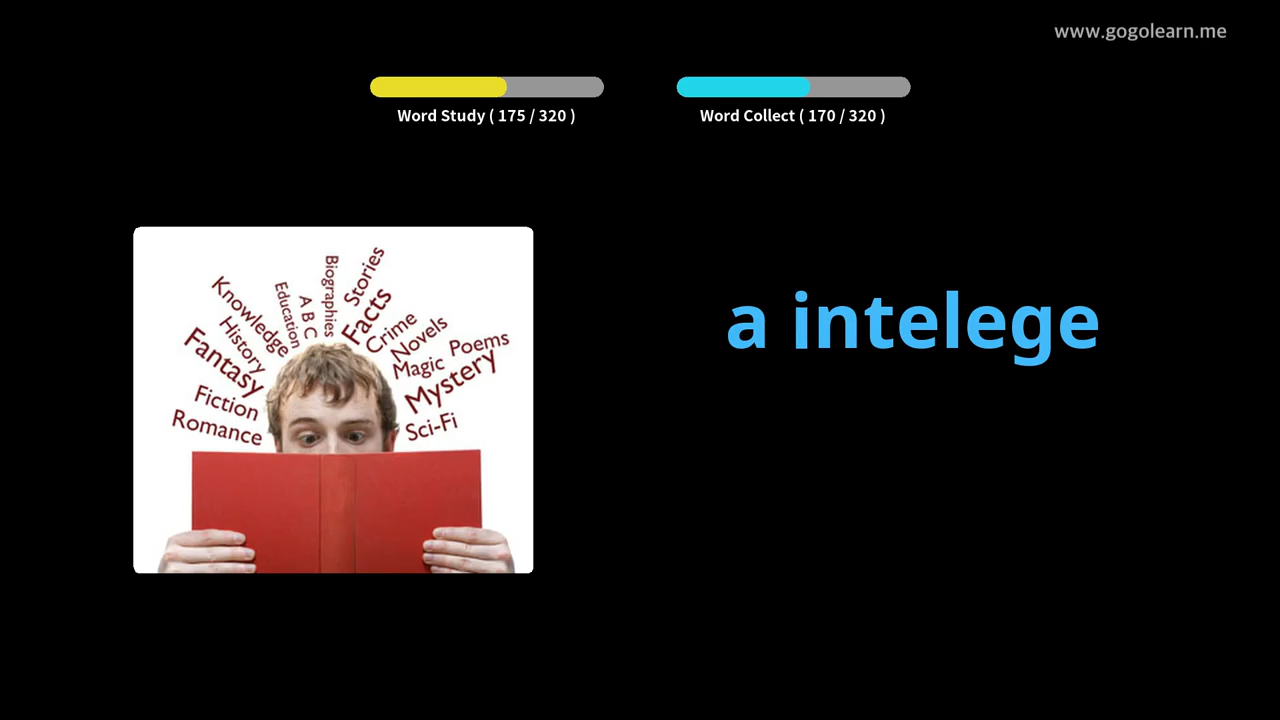 www.gogolearn.me
Word Study ( 175 / 320 )
Word Collect ( 170 / 320 )
a intelege
Biographies
Stories
Education
A B C
Facts
Knowledge
Crime
History
Novels
Fantasy
Magic
Poems
Mystery
Fiction
Romance
Sci-Fi